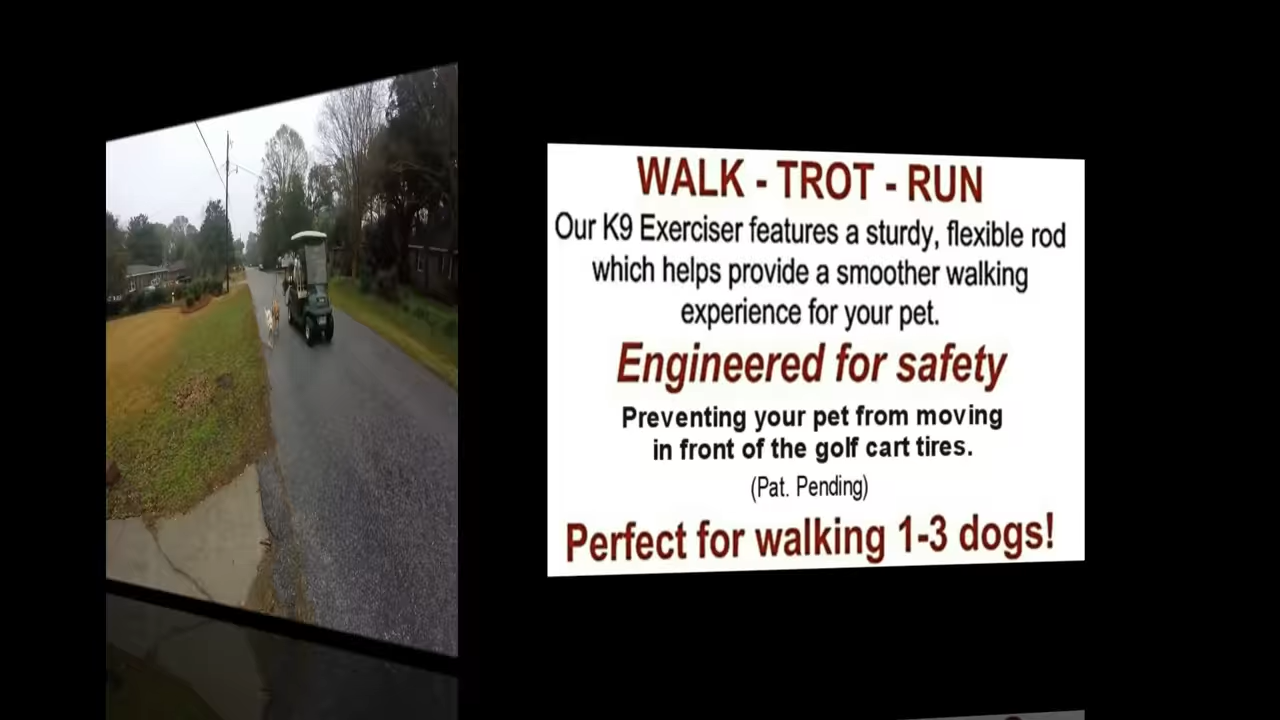 WALK - TROT - RUN
Our K9 Exerciser features a sturdy, flexible rod
which helps provide a smoother walking
experience for your pet.
Engineered for safety
Preventing your pet from moving
in front of the golf cart tires.
(Pat. Pending)
Perfect for walking 1-3 dogs!